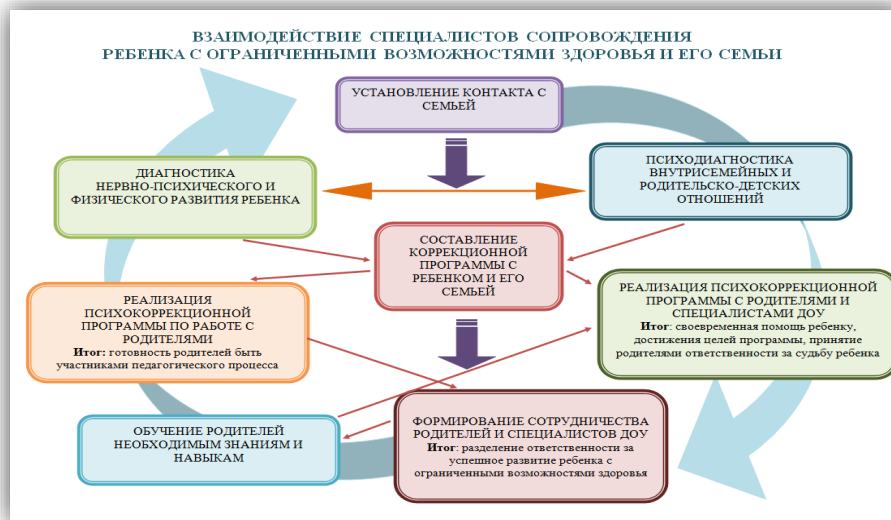 ВЗАИМОДЕЙСТВИЕ СПЕЦИАЛИСТОВ СОПРОВОЖДЕНИЯ
РЕБЕНКА С ОГРАНИЧЕННЫМИ ВОЗМОЖНОСТЯМИ ЗДОРОВЬЯ И ЕГО СЕМЬИ
УСТАНОВЛЕНИЕ КОНТАКТА С
СЕМЬЕЙ
ДИАГНОСТИКА
НЕРВНО-ПСИХИЧЕСКОГО И
ФИЗИЧЕСКОГО РАЗВИТИЯ РЕБЕНКА
ПСИХОДИАГНОСТИКА
ВНУТРИСЕМЕЙНЫХ И
РОДИТЕЛЬСКО-ДЕТСКИХ
ОТНОШЕНИЙ
СОСТАВЛЕНИЕ
КОРРЕКЦИОННОЙ
ПРОГРАММЫ С
РЕБЕНКОМ И ЕГО
СЕМЬЕЙ
РЕАЛИЗАЦИЯ
ПСИХОКОРРЕКЦИОННОЙ
ПРОГРАММЫ ПО РАБОТЕ С
РОДИТЕЛЯМИ
Итог: готовность родителей быть
участниками педагогического процесса
РЕАЛИЗАЦИЯ ПСИХОКОРРЕКЦИОННОЙ
ПРОГРАММЫ С РОДИТЕЛЯМИ И
СПЕЦИАЛИСТАМИ ДОУ
Итог: своевременная помощь ребенку,
достижения целей программы, принятие
родителями ответственности за судьбу ребенка
ОБУЧЕНИЕ РОДИТЕЛЕЙ
НЕОБХОДИМЫМ ЗНАНИЯМ И
НАВЫКАМ
ФОРМИРОВАНИЕ СОТРУДНИЧЕСТВА
РОДИТЕЛЕЙ И СПЕЦИАЛИСТОВ ДОУ
Итог: разделение ответственности за
успешное развитие ребенка с
ограниченными возможностями здоровья